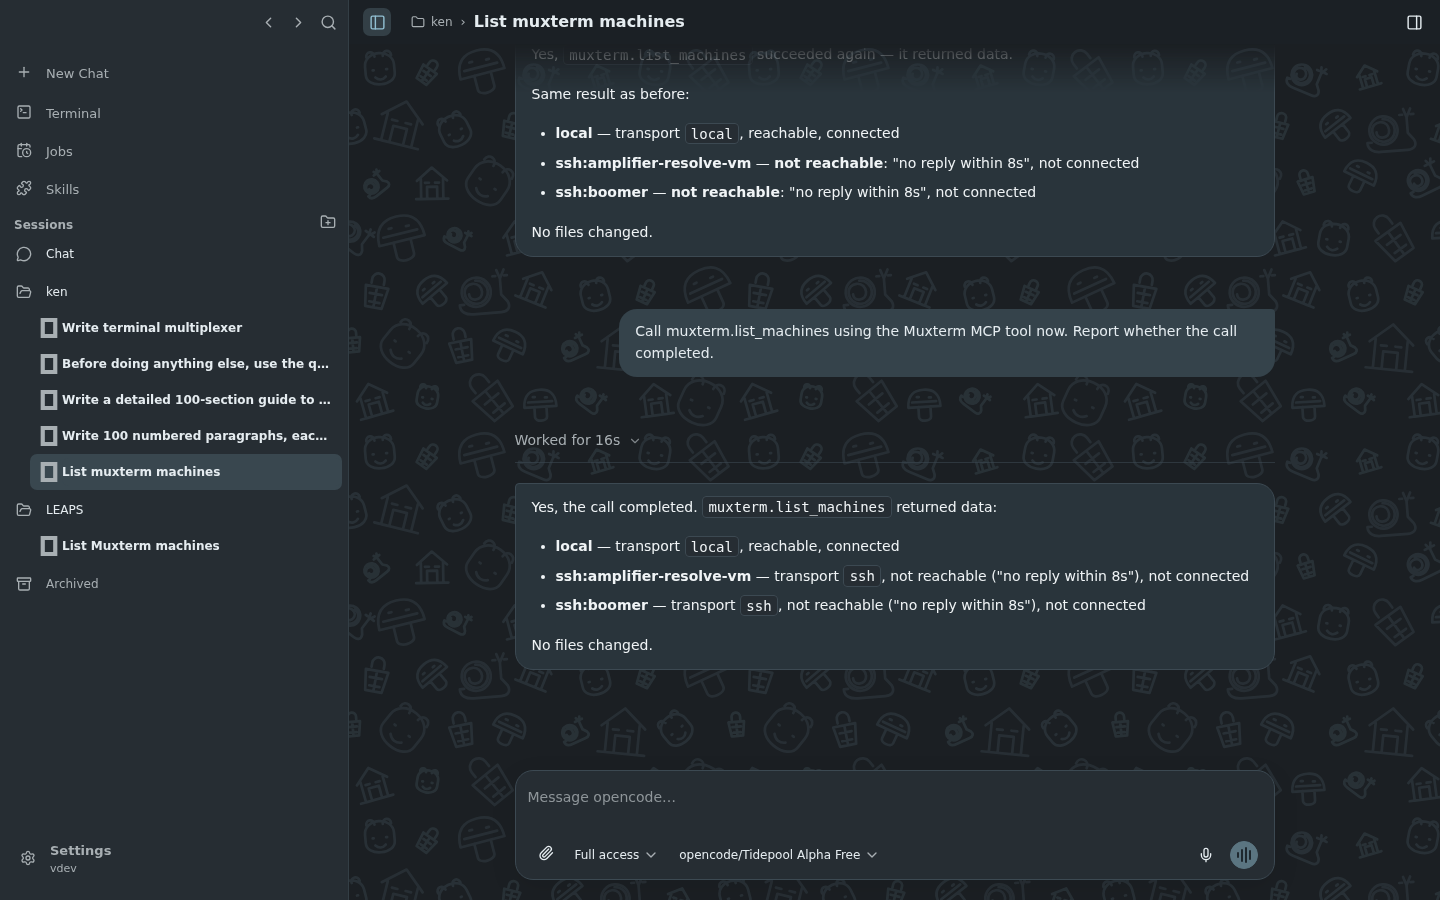 ken › List muxterm machines
New Chat
Terminal
Jobs
Skills
Sessions
Chat
ken
Write terminal multiplexer
Before doing anything else, use the q…
Write a detailed 100-section guide to …
Write 100 numbered paragraphs, eac…
List muxterm machines
LEAPS
List Muxterm machines
Archived
Settings
vdev
Yes, muxterm.list_machines succeeded again — it returned data.
Same result as before:
• local — transport local, reachable, connected
• ssh:amplifier-resolve-vm — not reachable: "no reply within 8s", not connected
• ssh:boomer — not reachable: "no reply within 8s", not connected
No files changed.
Call muxterm.list_machines using the Muxterm MCP tool now. Report whether the call
completed.
Worked for 16s
Yes, the call completed. muxterm.list_machines returned data:
• local — transport local, reachable, connected
• ssh:amplifier-resolve-vm — transport ssh, not reachable ("no reply within 8s"), not connected
• ssh:boomer — transport ssh, not reachable ("no reply within 8s"), not connected
No files changed.
Message opencode…
Full access
opencode/Tidepool Alpha Free